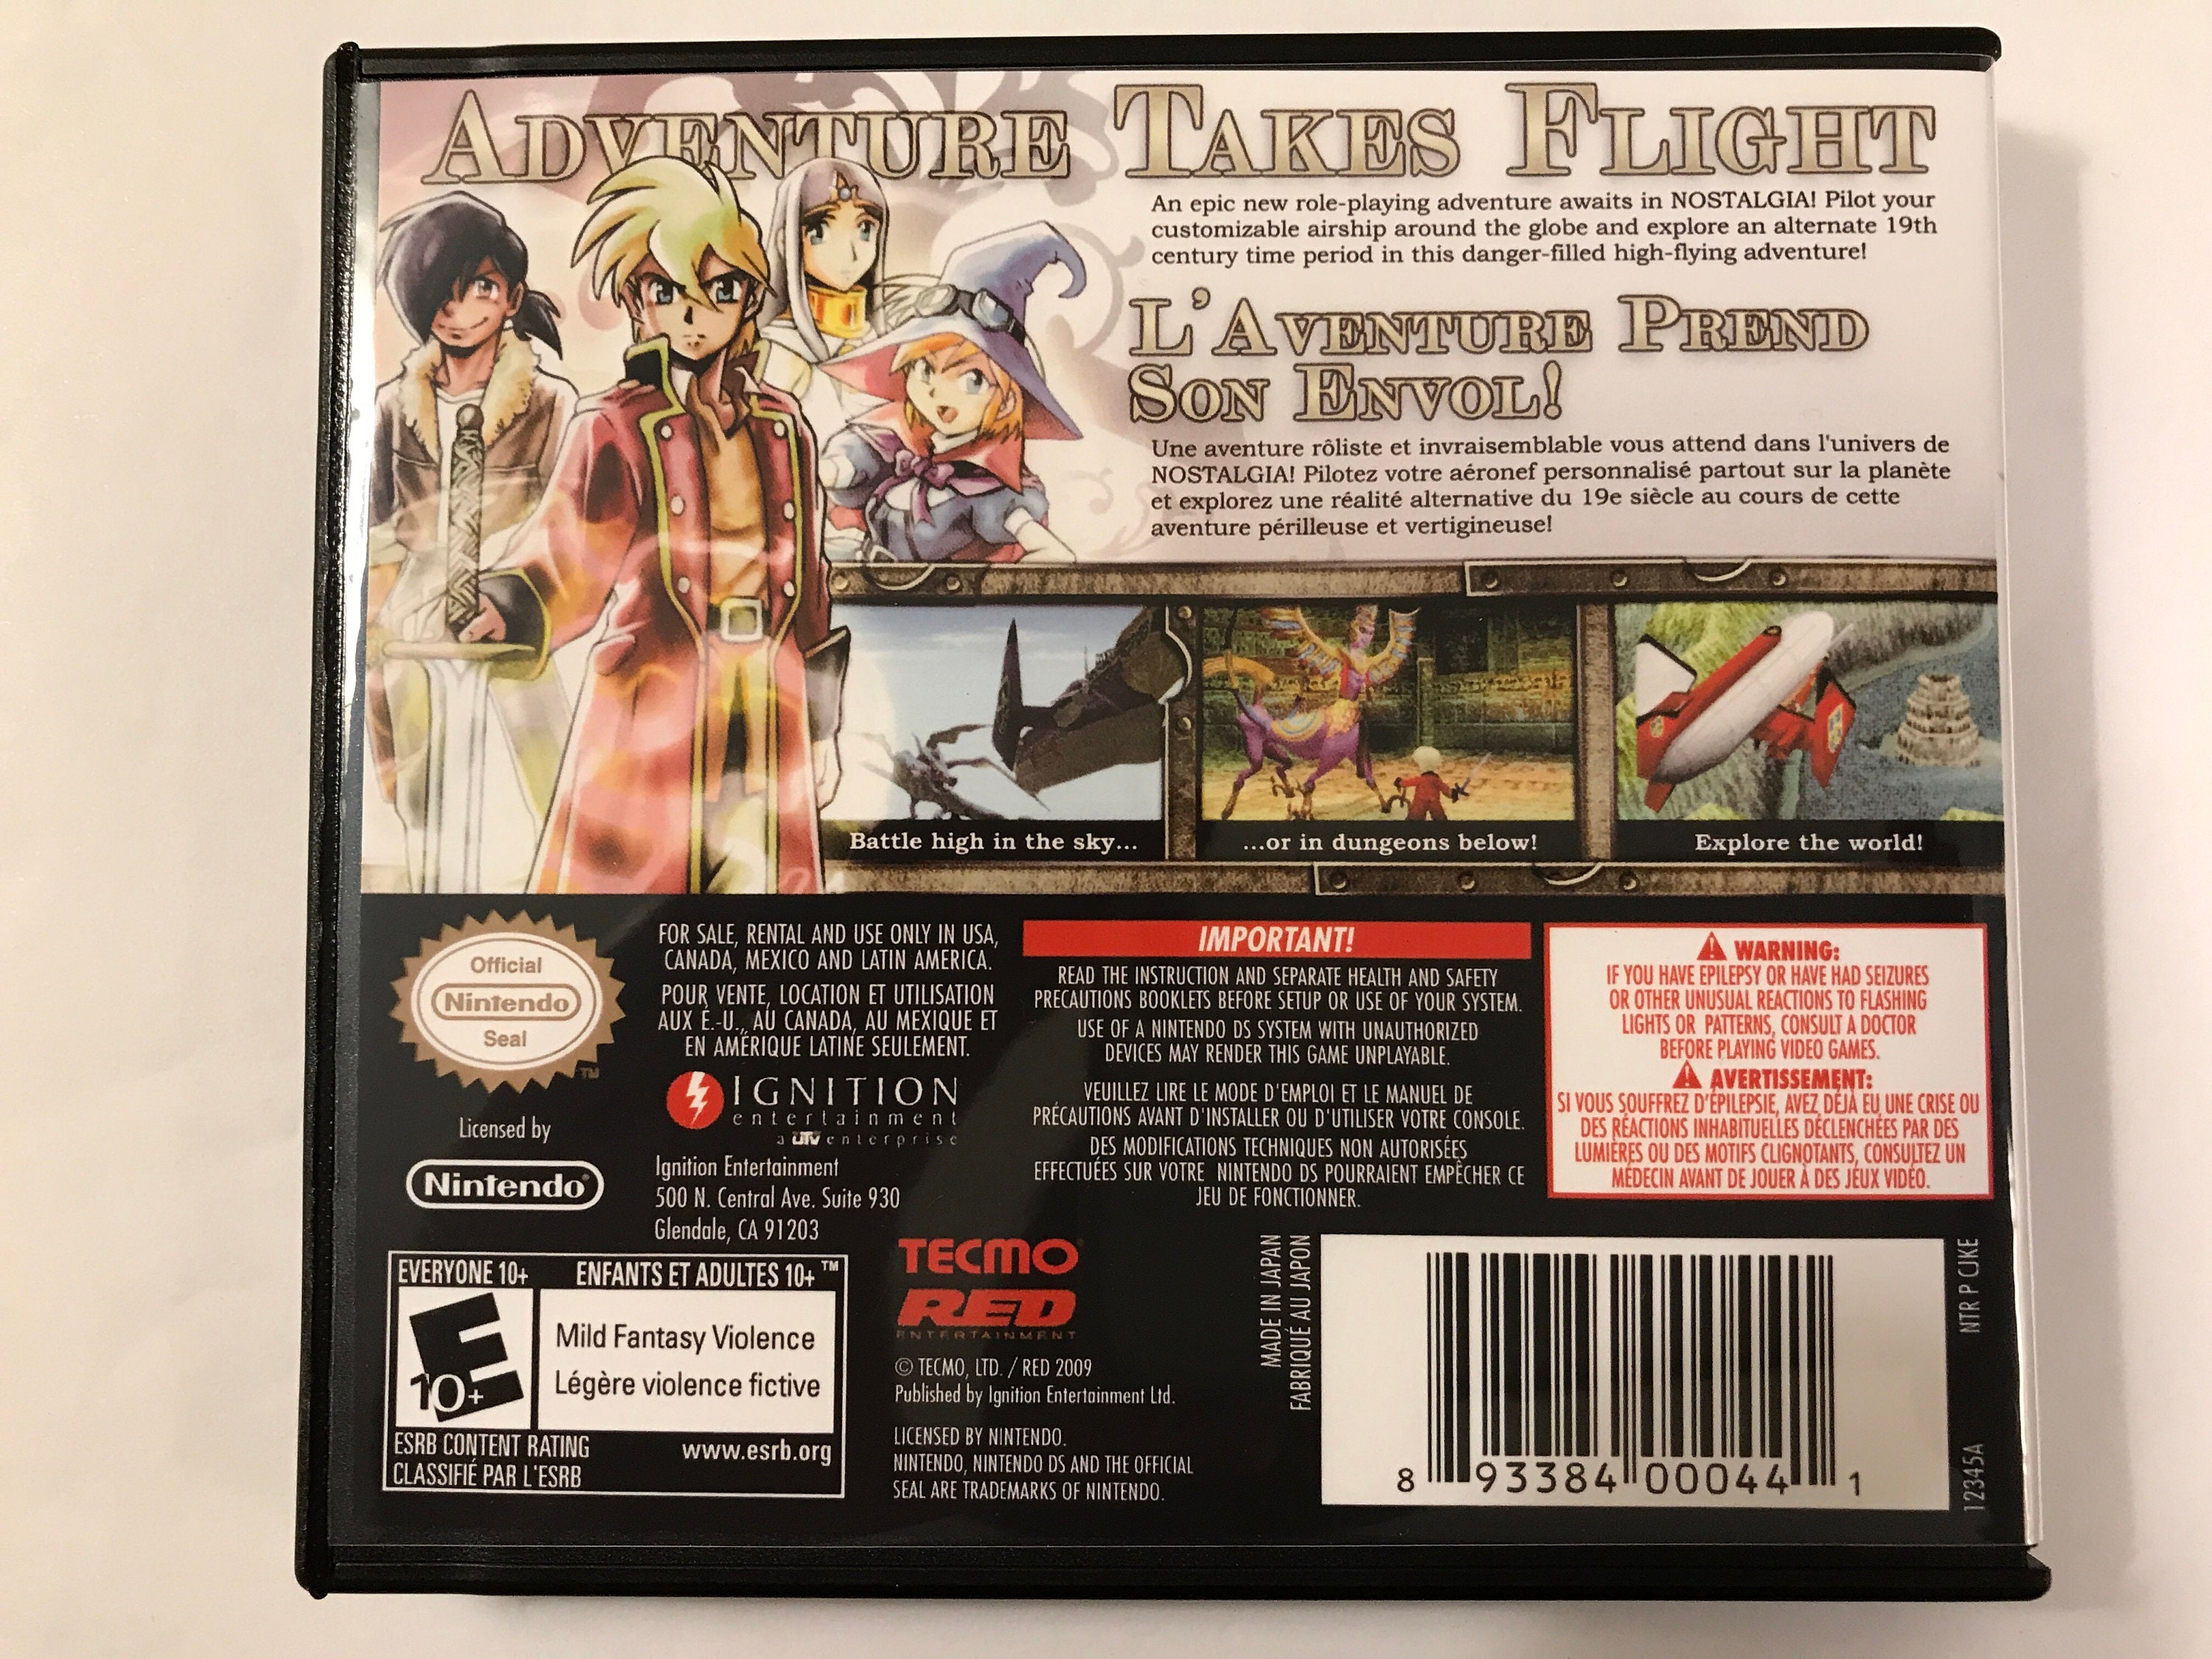 ADVENTURE TAKES FLIGHT
An epic new role-playing adventure awaits in NOSTALGIA! Pilot your
customizable airship around the globe and explore an alternate 19th
century time period in this danger-filled high-flying adventure!
L'AVENTURE PREND
SON ENVOL!
Une aventure rôliste et invraisemblable vous attend dans l'univers de
NOSTALGIA! Pilotez votre aéronef personnalisé partout sur la planète
et explorez une réalité alternative du 19e siècle au cours de cette
aventure périlleuse et vertigineuse!
Battle high in the sky...
...or in dungeons below!
Explore the world!
Official
Nintendo
Seal
TM
Licensed by
Nintendo®
FOR SALE, RENTAL AND USE ONLY IN USA,
CANADA, MEXICO AND LATIN AMERICA.
POUR VENTE, LOCATION ET UTILISATION
AUX É.-U., AU CANADA, AU MEXIQUE ET
EN AMÉRIQUE LATINE SEULEMENT.
IGNITION
entertainment
a UTV enterprise
Ignition Entertainment
500 N. Central Ave. Suite 930
Glendale, CA 91203
IMPORTANT!
READ THE INSTRUCTION AND SEPARATE HEALTH AND SAFETY
PRECAUTIONS BOOKLETS BEFORE SETUP OR USE OF YOUR SYSTEM.
USE OF A NINTENDO DS SYSTEM WITH UNAUTHORIZED
DEVICES MAY RENDER THIS GAME UNPLAYABLE.
VEUILLEZ LIRE LE MODE D'EMPLOI ET LE MANUEL DE
PRÉCAUTIONS AVANT D'INSTALLER OU D'UTILISER VOTRE CONSOLE.
DES MODIFICATIONS TECHNIQUES NON AUTORISÉES
EFFECTUÉES SUR VOTRE NINTENDO DS POURRAIENT EMPÊCHER CE
JEU DE FONCTIONNER.
WARNING:
IF YOU HAVE EPILEPSY OR HAVE HAD SEIZURES
OR OTHER UNUSUAL REACTIONS TO FLASHING
LIGHTS OR PATTERNS, CONSULT A DOCTOR
BEFORE PLAYING VIDEO GAMES.
AVERTISSEMENT:
SI VOUS SOUFFREZ D'ÉPILEPSIE, AVEZ DÉJÀ EU UNE CRISE OU
DES RÉACTIONS INHABITUELLES DÉCLENCHÉES PAR DES
LUMIÈRES OU DES MOTIFS CLIGNOTANTS, CONSULTEZ UN
MÉDECIN AVANT DE JOUER À DES JEUX VIDÉO.
EVERYONE 10+ ENFANTS ET ADULTES 10+ ™
E
10+
Mild Fantasy Violence
Légère violence fictive
ESRB CONTENT RATING www.esrb.org
CLASSIFIÉ PAR L'ESRB
TECMO®
RED
ENTERTAINMENT
© TECMO, LTD. / RED 2009
Published by Ignition Entertainment Ltd.
LICENSED BY NINTENDO.
NINTENDO, NINTENDO DS AND THE OFFICIAL
SEAL ARE TRADEMARKS OF NINTENDO.
MADE IN JAPAN
FABRIQUÉ AU JAPON
8 93384 00044 1
NTR P CJKE
12345A